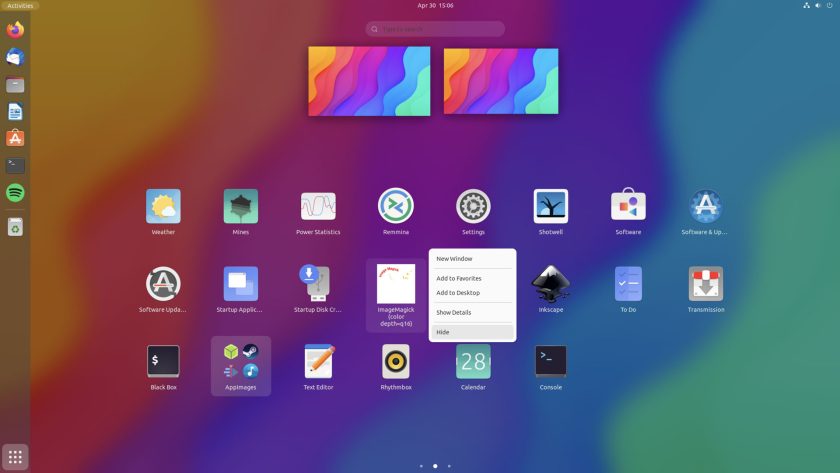 Activities
Apr 30 15:06
Type to search
Weather
Mines
Power Statistics
Remmina
Settings
Shotwell
Software
Software & Up...
Software Upda...
Startup Applic...
Startup Disk Cr...
Image Magick
ImageMagick
(color
depth=q16)
New Window
Add to Favorites
Add to Desktop
Show Details
Hide
Inkscape
To Do
Transmission
$
28
>_
Black Box
AppImages
Text Editor
Rhythmbox
Calendar
Console